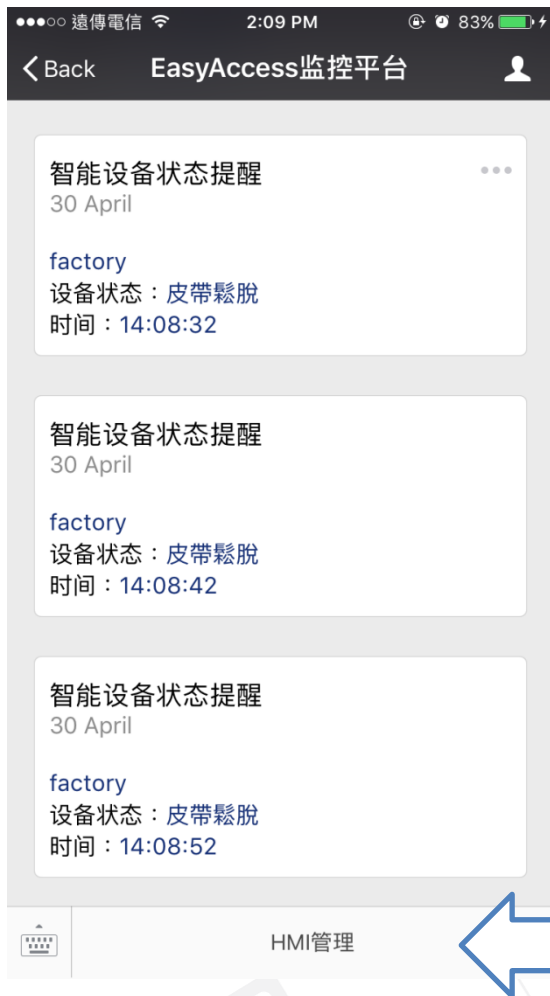 遠傳電信 2:09 PM 83%
Back EasyAccess监控平台
智能设备状态提醒
30 April
factory
设备状态：皮帶鬆脫
时间：14:08:32
智能设备状态提醒
30 April
factory
设备状态：皮帶鬆脫
时间：14:08:42
智能设备状态提醒
30 April
factory
设备状态：皮帶鬆脫
时间：14:08:52
HMI管理